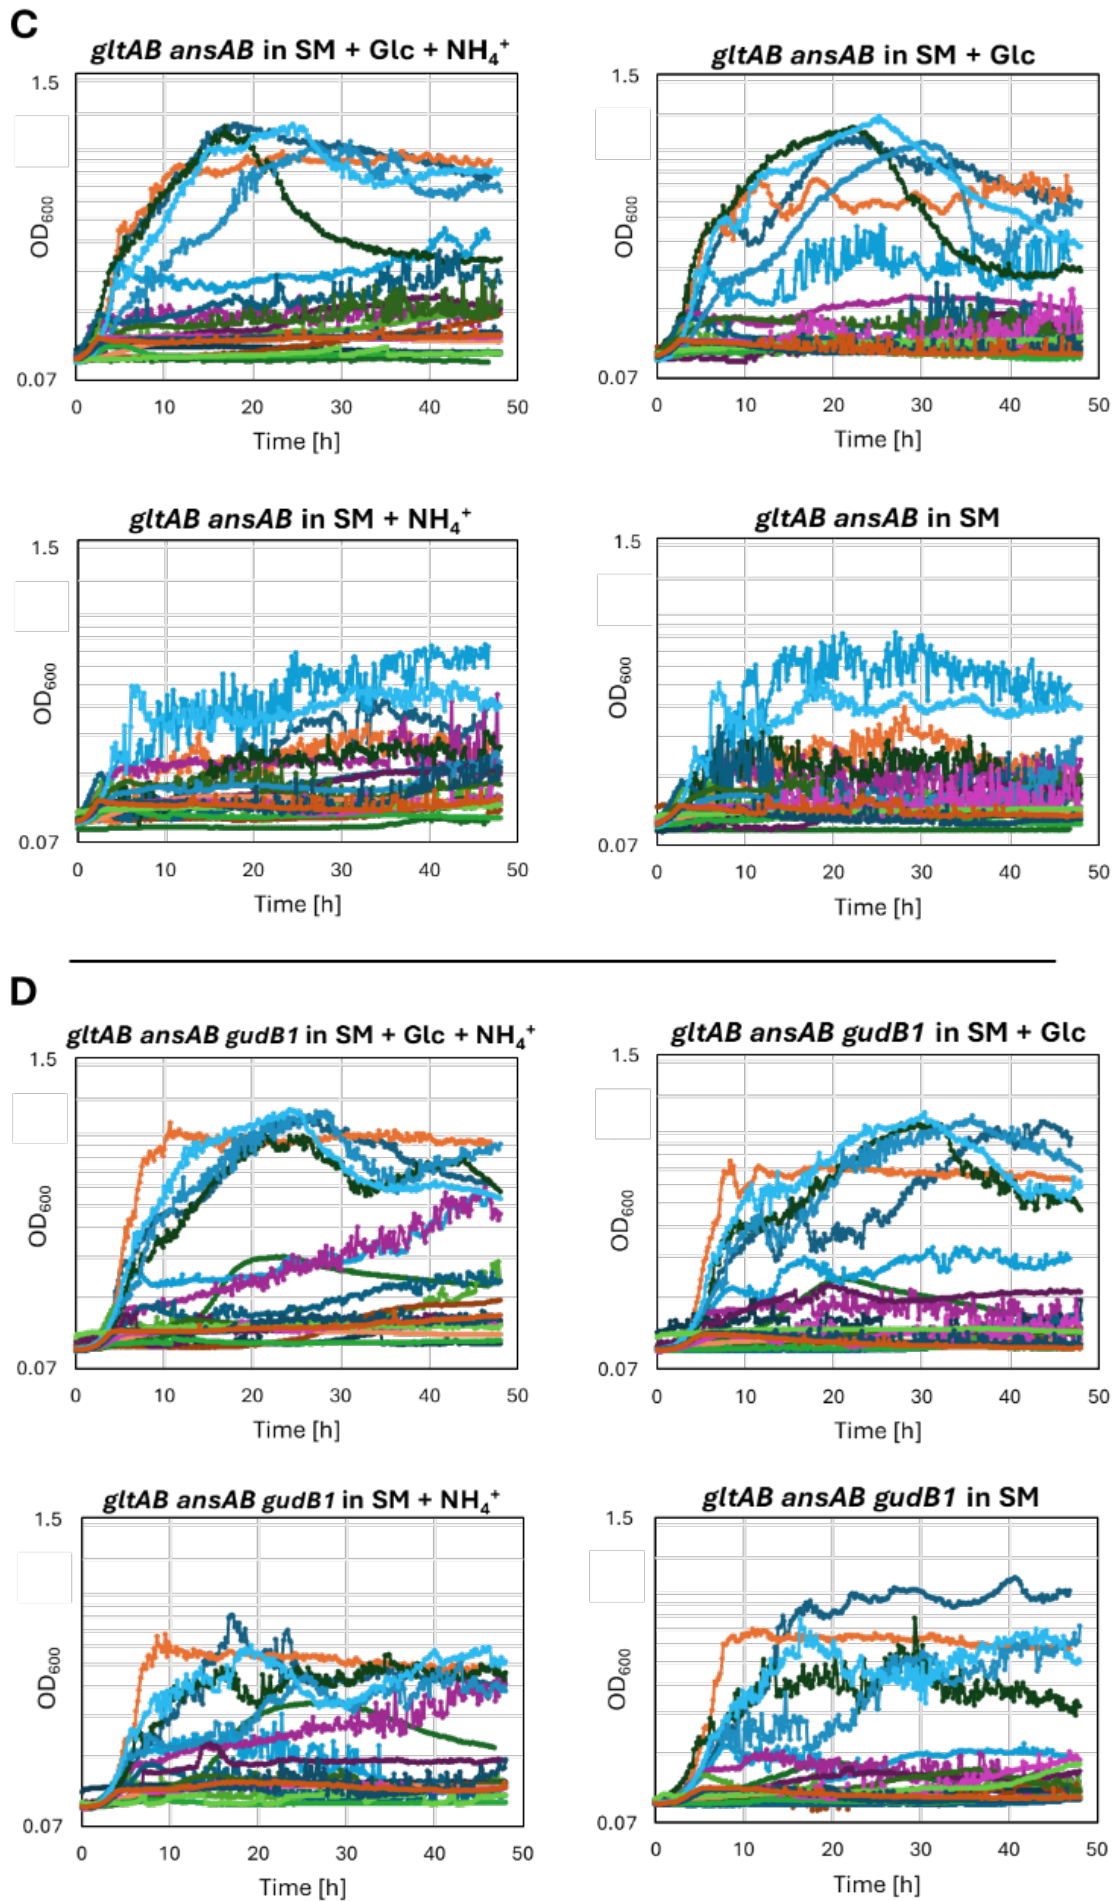 C
gltAB ansAB in SM + Glc + NH₄⁺
gltAB ansAB in SM + Glc
1.5
1.5
OD₆₀₀
OD₆₀₀
0.07
0.07
0 10 20 30 40 50
0 10 20 30 40 50
Time [h]
Time [h]
gltAB ansAB in SM + NH₄⁺
gltAB ansAB in SM
1.5
1.5
OD₆₀₀
OD₆₀₀
0.07
0.07
0 10 20 30 40 50
0 10 20 30 40 50
Time [h]
Time [h]
D
gltAB ansAB gudB1 in SM + Glc + NH₄⁺
gltAB ansAB gudB1 in SM + Glc
1.5
1.5
OD₆₀₀
OD₆₀₀
0.07
0.07
0 10 20 30 40 50
0 10 20 30 40 50
Time [h]
Time [h]
gltAB ansAB gudB1 in SM + NH₄⁺
gltAB ansAB gudB1 in SM
1.5
1.5
OD₆₀₀
OD₆₀₀
0.07
0.07
0 10 20 30 40 50
0 10 20 30 40 50
Time [h]
Time [h]